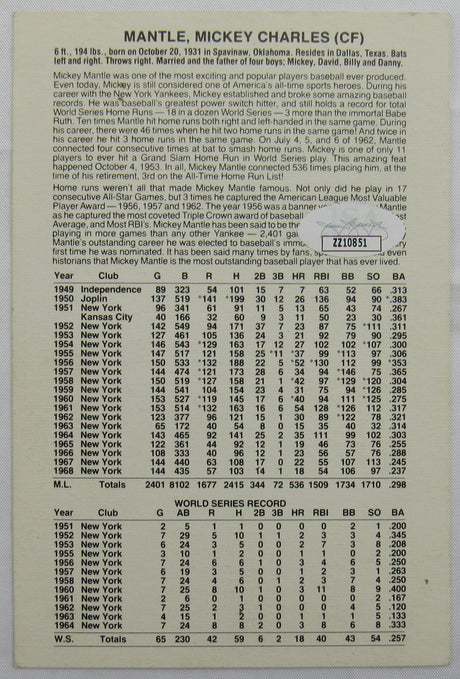 MANTLE, MICKEY CHARLES (CF)
6 ft., 194 lbs., born on October 20, 1931 in Spavinaw, Oklahoma. Resides in Dallas, Texas. Bats
left and right. Throws right. Married and the father of four boys; Mickey, David, Billy and Danny.
Mickey Mantle was one of the most exciting and popular players baseball ever produced.
Even today, Mickey is still considered one of America's all-time sports heroes. During his
career with the New York Yankees, Mickey established and broke some amazing baseball
records. He was baseball's greatest power switch hitter, and still holds a record for total
World Series Home Runs — 18 in a dozen World Series — 3 more than the immortal Babe
Ruth. Ten times Mantle hit home runs both right and left-handed in the same game! During
his career, there were 46 times when he hit two home runs in the same game! And twice in
his career he hit 3 home runs in the same game. On July 4, 5, and 6 of 1962, Mantle
connected four consecutive times at bat to smash home runs. Mickey is one of only 11
players to ever hit a Grand Slam Home Run in World Series play. This amazing feat
happened October 4, 1953. In all, Mickey Mantle connected 536 times placing him, at the
time of his retirement, 3rd on the All-Time Home Run List!
Home runs weren't all that made Mickey Mantle famous. Not only did he play in 17
consecutive All-Star Games, but 3 times he captured the American League Most Valuable
Player Award — 1956, 1957 and 1962. The year 1956 was a banner
as he captured the most coveted Triple Crown award of baseball
Average, and Most RBI's. Mickey Mantle has been said to be
playing in more games than any other Yankee — 2,401
Mantle's outstanding career he was elected to baseball's
It has been said many times by fans, and even
historians that Mickey Mantle is the most outstanding baseball player that has ever lived.
ZZ10851
Year Club G B R H 2B 3B HR RBI BB SO BA
1949 Independence 89 323 54 101 15 7 7 63 52 66 .313
1950 Joplin 137 519 *141 *199 30 12 26 136 94 90 *.383
1951 New York 96 341 61 91 11 5 13 65 43 74 .267
Kansas City 40 166 32 60 9 3 11 50 23 30 .361
1952 New York 142 549 94 171 37 7 23 87 75 *111 .311
1953 New York 127 461 105 136 24 3 21 92 79 90 .295
1954 New York 146 543 *129 163 17 12 27 102 102 *107 .300
1955 New York 147 517 121 158 25 *11 *37 99 *113 97 .306
1956 New York 150 533 *132 188 22 5 *52 *130 112 99 *.353
1957 New York 144 474 *121 173 28 6 34 94 *146 75 .365
1958 New York 150 519 *127 158 21 1 *42 97 *129 *120 .304
1959 New York 144 541 104 154 23 4 31 75 94 *126 .285
1960 New York 153 527 *119 145 17 6 *40 94 111 *125 .275
1961 New York 153 514 *132 163 16 6 54 128 *126 112 .317
1962 New York 123 377 96 121 15 1 30 89 *122 78 .321
1963 New York 65 172 40 54 8 0 15 35 40 32 .314
1964 New York 143 465 92 141 25 2 35 111 99 102 .303
1965 New York 122 361 44 92 12 1 19 46 73 76 .255
1966 New York 108 333 40 96 12 1 23 56 57 76 .288
1967 New York 144 440 63 108 17 0 22 55 107 113 .245
1968 New York 144 435 57 103 14 1 18 54 106 97 .237
M.L. Totals 2401 8102 1677 2415 344 72 536 1509 1734 1710 .298
WORLD SERIES RECORD
Year Club G AB R H 2B 3B HR RBI BB SO BA
1951 New York 2 5 1 1 0 0 0 0 2 1 .200
1952 New York 7 29 5 10 1 1 2 3 3 4 .345
1953 New York 6 24 3 5 0 0 2 7 3 8 .208
1955 New York 3 10 1 2 0 0 1 1 0 2 .200
1956 New York 7 24 6 6 1 0 3 4 6 5 .250
1957 New York 6 19 3 5 0 0 1 2 3 1 .263
1958 New York 7 24 4 6 0 1 2 3 7 4 .250
1960 New York 7 25 8 10 1 0 3 11 8 9 .400
1961 New York 2 6 0 1 0 0 0 0 0 2 .167
1962 New York 7 25 2 3 1 0 0 0 4 5 .120
1963 New York 4 15 1 2 0 0 1 1 1 5 .133
1964 New York 7 24 8 8 2 0 3 8 6 8 .333
W.S. Totals 65 230 42 59 6 2 18 40 43 54 .257